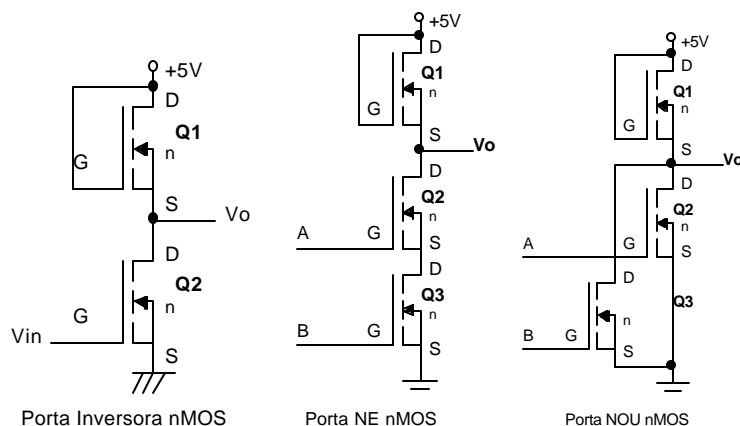 +5V
D
Q1
G
n
S
Vo
D
Q2
G
n
Vin
S
Porta Inversora nMOS
+5V
D
Q1
n
G
S
Vo
D
Q2
n
A
G
S
D
Q3
n
B
G
S
Porta NE nMOS
+5V
D
Q1
n
G
S
Vo
D
Q2
n
A
G
S
D
Q3
n
B
G
S
Porta NOU nMOS